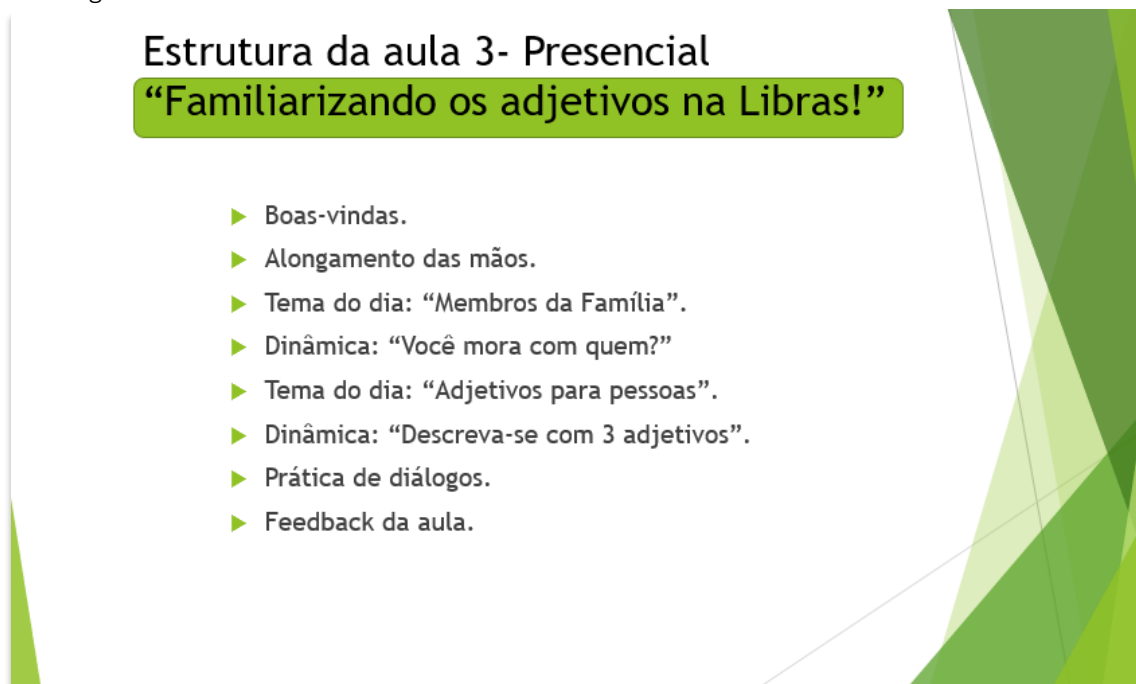 Estrutura da aula 3- Presencial
“Familiarizando os adjetivos na Libras!”
Boas-vindas.
Alongamento das mãos.
Tema do dia: “Membros da Família”.
Dinâmica: “Você mora com quem?”
Tema do dia: “Adjetivos para pessoas”.
Dinâmica: “Descreva-se com 3 adjetivos”.
Prática de diálogos.
Feedback da aula.